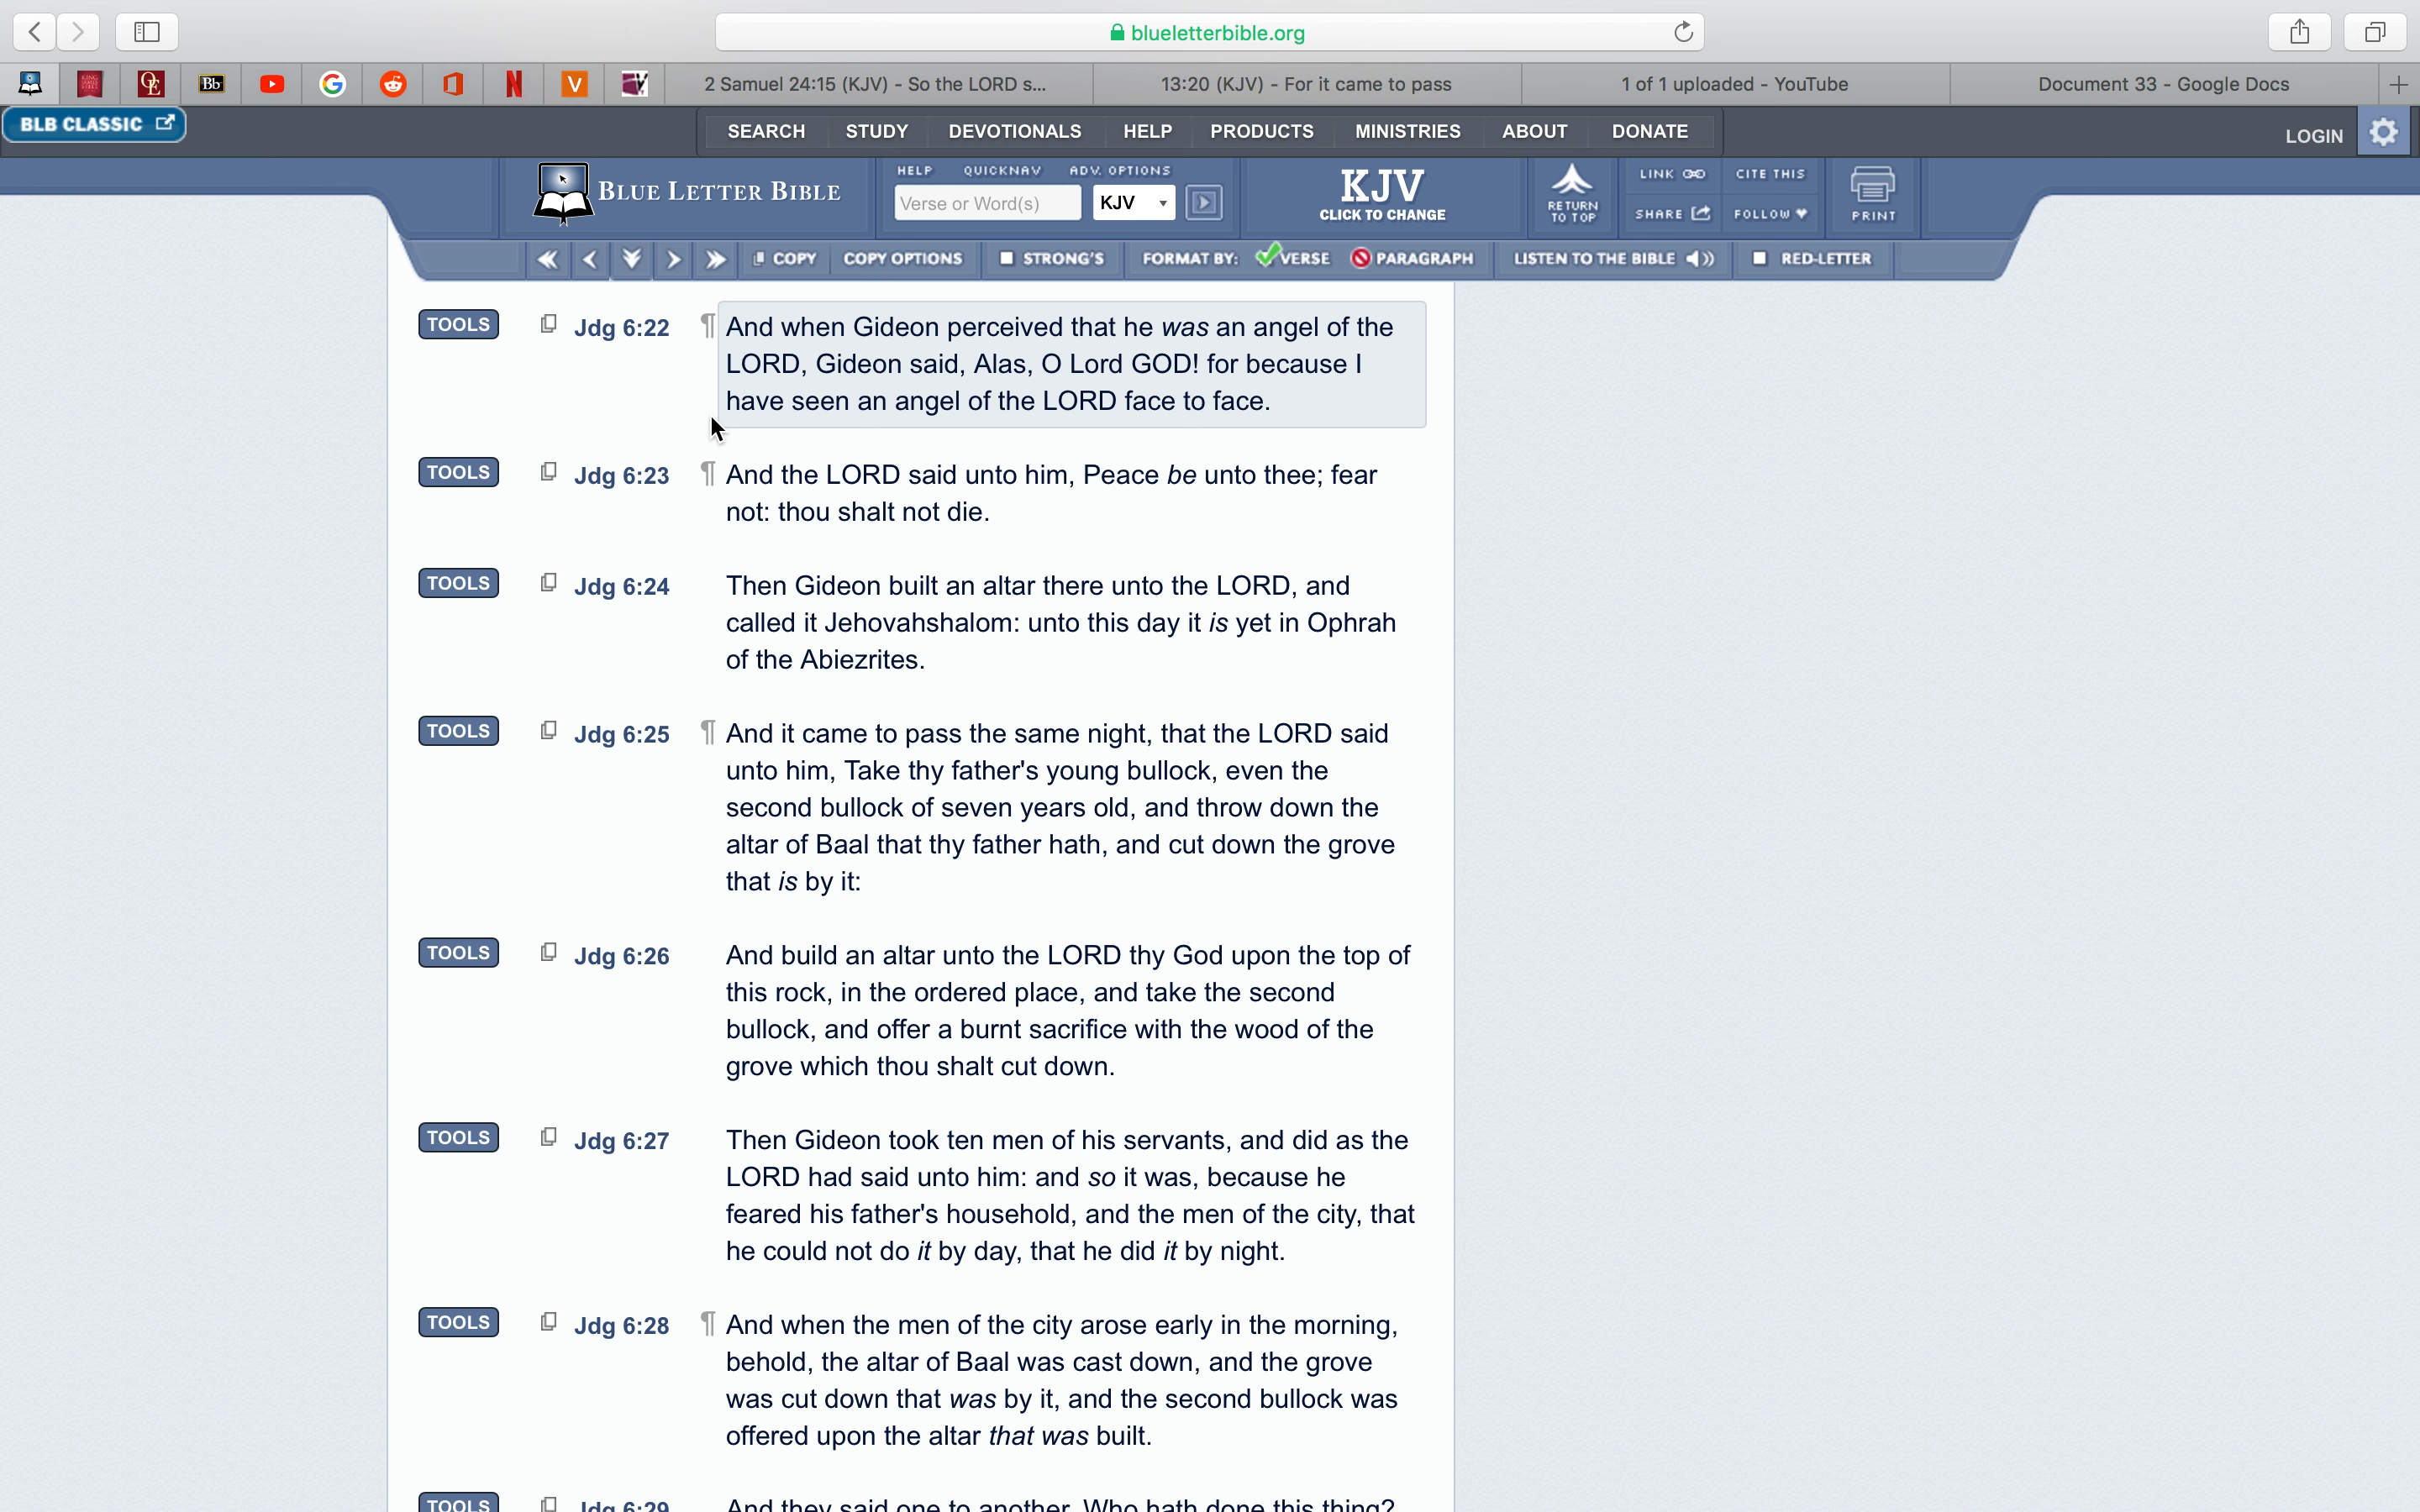 blueletterbible.org
Bb
V
2 Samuel 24:15 (KJV) - So the LORD s...
13:20 (KJV) - For it came to pass
1 of 1 uploaded - YouTube
Document 33 - Google Docs
BLB CLASSIC
SEARCH STUDY DEVOTIONALS HELP PRODUCTS MINISTRIES ABOUT DONATE
LOGIN
BLUE LETTER BIBLE
HELP QUICKNAV ADV. OPTIONS
Verse or Word(s)
KJV
KJV
CLICK TO CHANGE
RETURN
TO TOP
LINK CITE THIS
SHARE FOLLOW
PRINT
COPY COPY OPTIONS STRONG'S FORMAT BY: VERSE PARAGRAPH LISTEN TO THE BIBLE RED-LETTER
TOOLS Jdg 6:22 ¶ And when Gideon perceived that he was an angel of the
LORD, Gideon said, Alas, O Lord GOD! for because I
have seen an angel of the LORD face to face.
TOOLS Jdg 6:23 ¶ And the LORD said unto him, Peace be unto thee; fear
not: thou shalt not die.
TOOLS Jdg 6:24 Then Gideon built an altar there unto the LORD, and
called it Jehovahshalom: unto this day it is yet in Ophrah
of the Abiezrites.
TOOLS Jdg 6:25 ¶ And it came to pass the same night, that the LORD said
unto him, Take thy father's young bullock, even the
second bullock of seven years old, and throw down the
altar of Baal that thy father hath, and cut down the grove
that is by it:
TOOLS Jdg 6:26 And build an altar unto the LORD thy God upon the top of
this rock, in the ordered place, and take the second
bullock, and offer a burnt sacrifice with the wood of the
grove which thou shalt cut down.
TOOLS Jdg 6:27 Then Gideon took ten men of his servants, and did as the
LORD had said unto him: and so it was, because he
feared his father's household, and the men of the city, that
he could not do it by day, that he did it by night.
TOOLS Jdg 6:28 ¶ And when the men of the city arose early in the morning,
behold, the altar of Baal was cast down, and the grove
was cut down that was by it, and the second bullock was
offered upon the altar that was built.
TOOLS Jdg 6:29 And they said one to another, Who hath done this thing?